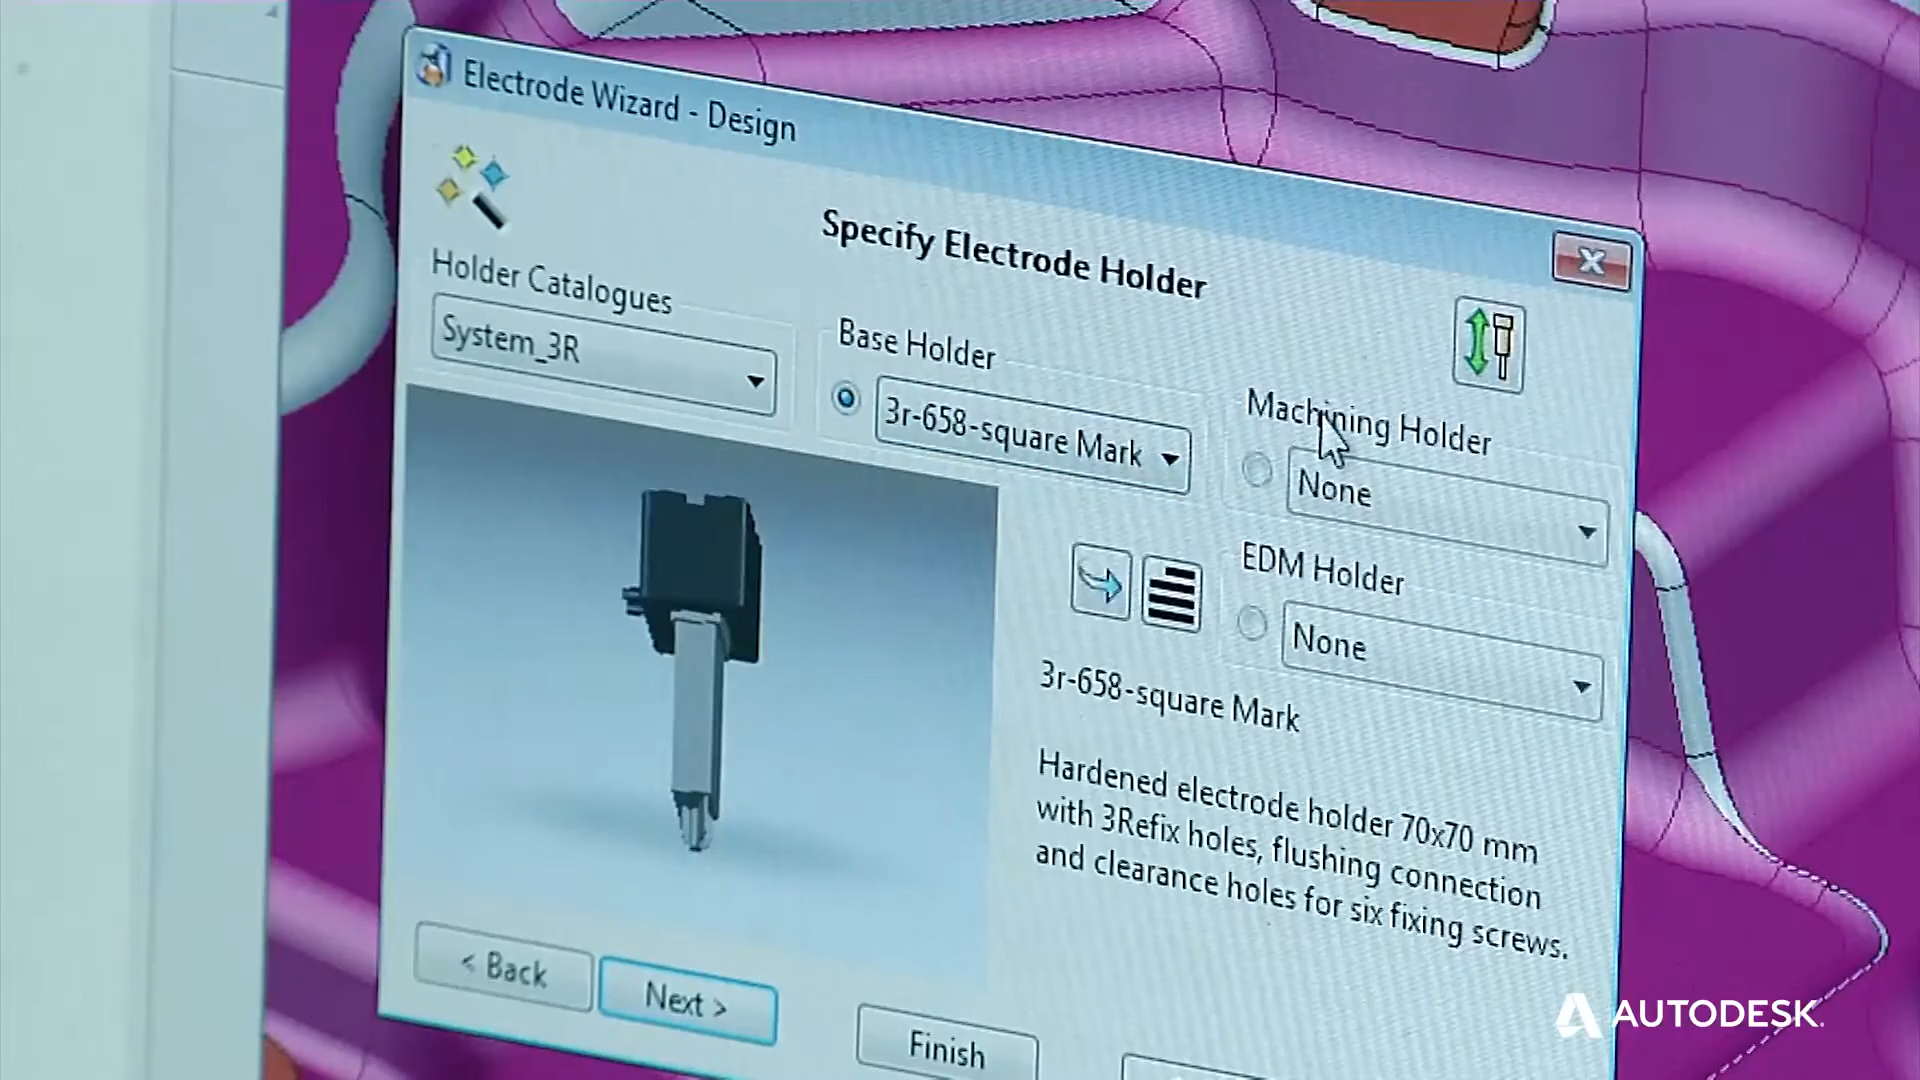 Electrode Wizard - Design
Specify Electrode Holder
Holder Catalogues
System_3R
Base Holder
3r-658-square Mark
Machining Holder
None
EDM Holder
None
3r-658-square Mark
Hardened electrode holder 70x70 mm
with 3Refix holes, flushing connection
and clearance holes for six fixing screws.
< Back
Next >
Finish
AUTODESK